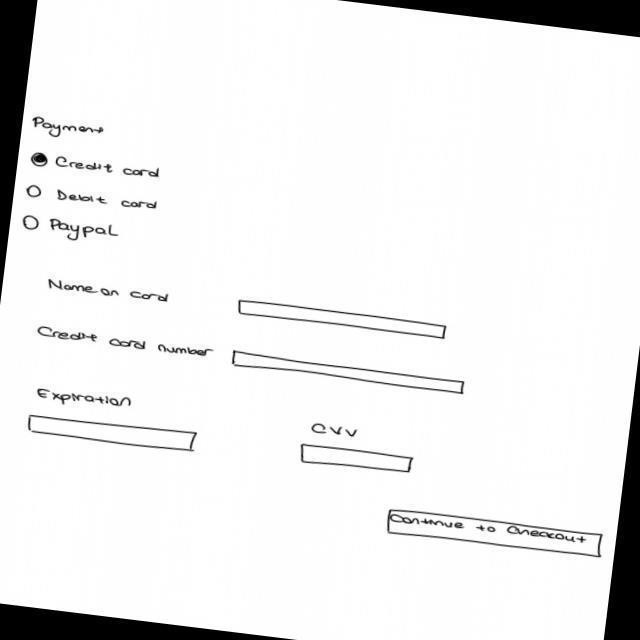 Payment
Credit card
Debit card
Paypal
Name on card
Credit card number
Expiration
CVV
Continue to Checkout